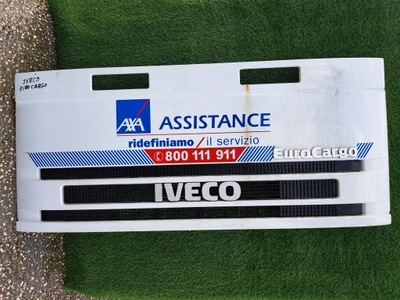 IVECO
EURO CARGO
AXA ASSISTANCE
ridefiniamo / il servizio
800 111 911
EuroCargo
IVECO